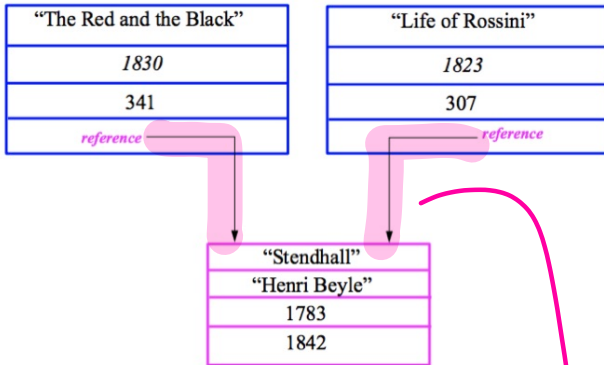 “The Red and the Black”
1830
341
reference
“Life of Rossini”
1823
307
reference
“Stendhall”
“Henri Beyle”
1783
1842